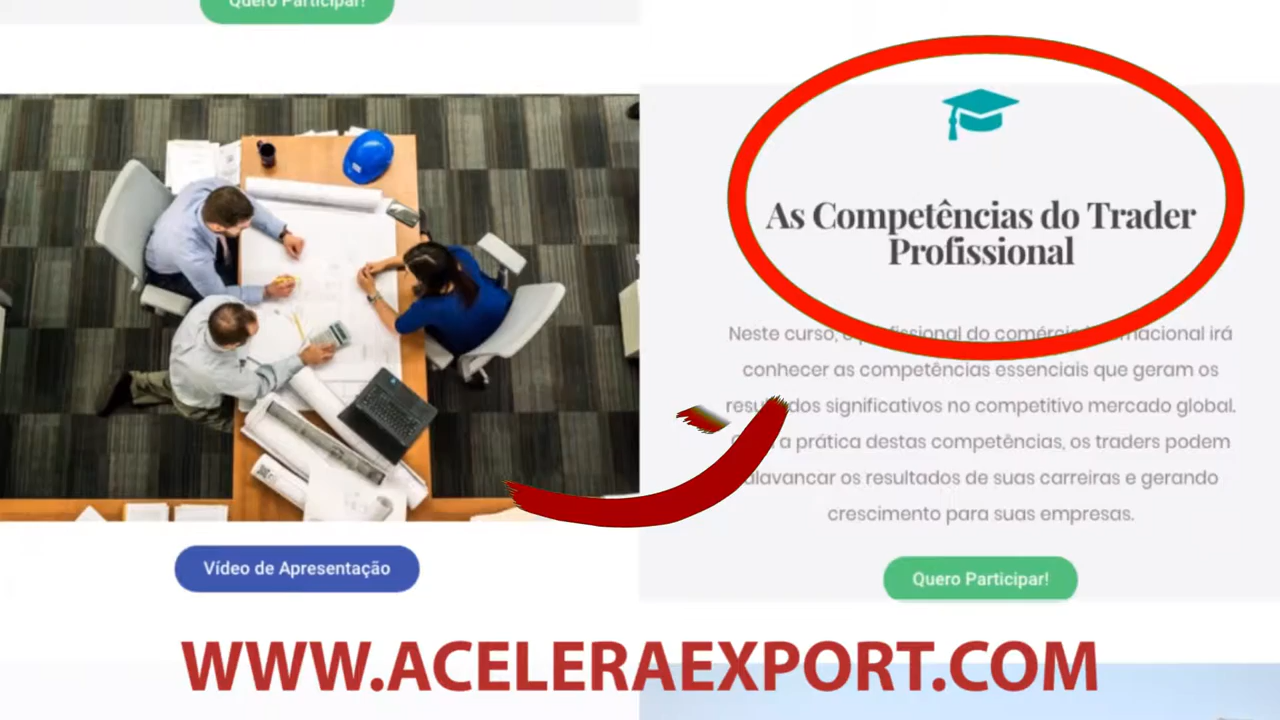 Quero Participar!
As Competências do Trader
Profissional
Neste curso, o
conhecer as competências essenciais que geram os
significativos no competitivo mercado global.
a prática destas competências, os traders podem
alavancar os resultados de suas carreiras e gerando
crescimento para suas empresas.
Vídeo de Apresentação
Quero Participar!
WWW.ACELERAEXPORT.COM